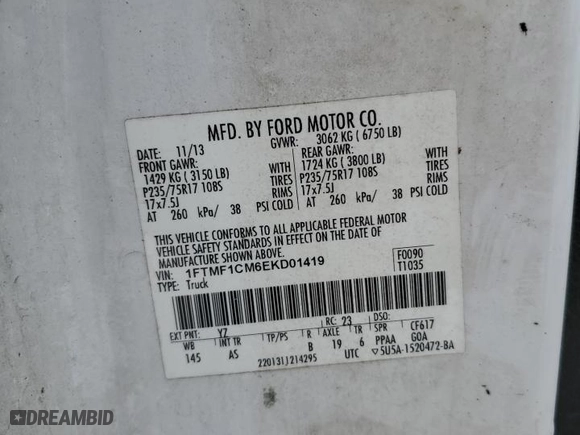 MFD. BY FORD MOTOR CO.
DATE: 11/13 GVWR: 3062 KG ( 6750 LB)
FRONT GAWR: REAR GAWR:
1429 KG ( 3150 LB) WITH 1724 KG ( 3800 LB) WITH
P235/75R17 108S TIRES P235/75R17 108S TIRES
17x7.5J RIMS 17x7.5J RIMS
AT 260 kPa/ 38 PSI COLD AT 260 kPa/ 38 PSI COLD
THIS VEHICLE CONFORMS TO ALL APPLICABLE FEDERAL MOTOR
VEHICLE SAFETY STANDARDS IN EFFECT ON THE DATE OF
MANUFACTURE SHOWN ABOVE.
VIN: 1FTMF1CM6EKD01419 F0090
TYPE: Truck T1035
EXT PNT: YZ RC: 23 DSO:
WB INT TR TP/PS R AXLE TR SPR CF617
145 AS B 19 6 PPAA GOA
220131J214295 UTC 5U5A-1520472-BA
DREAMBID